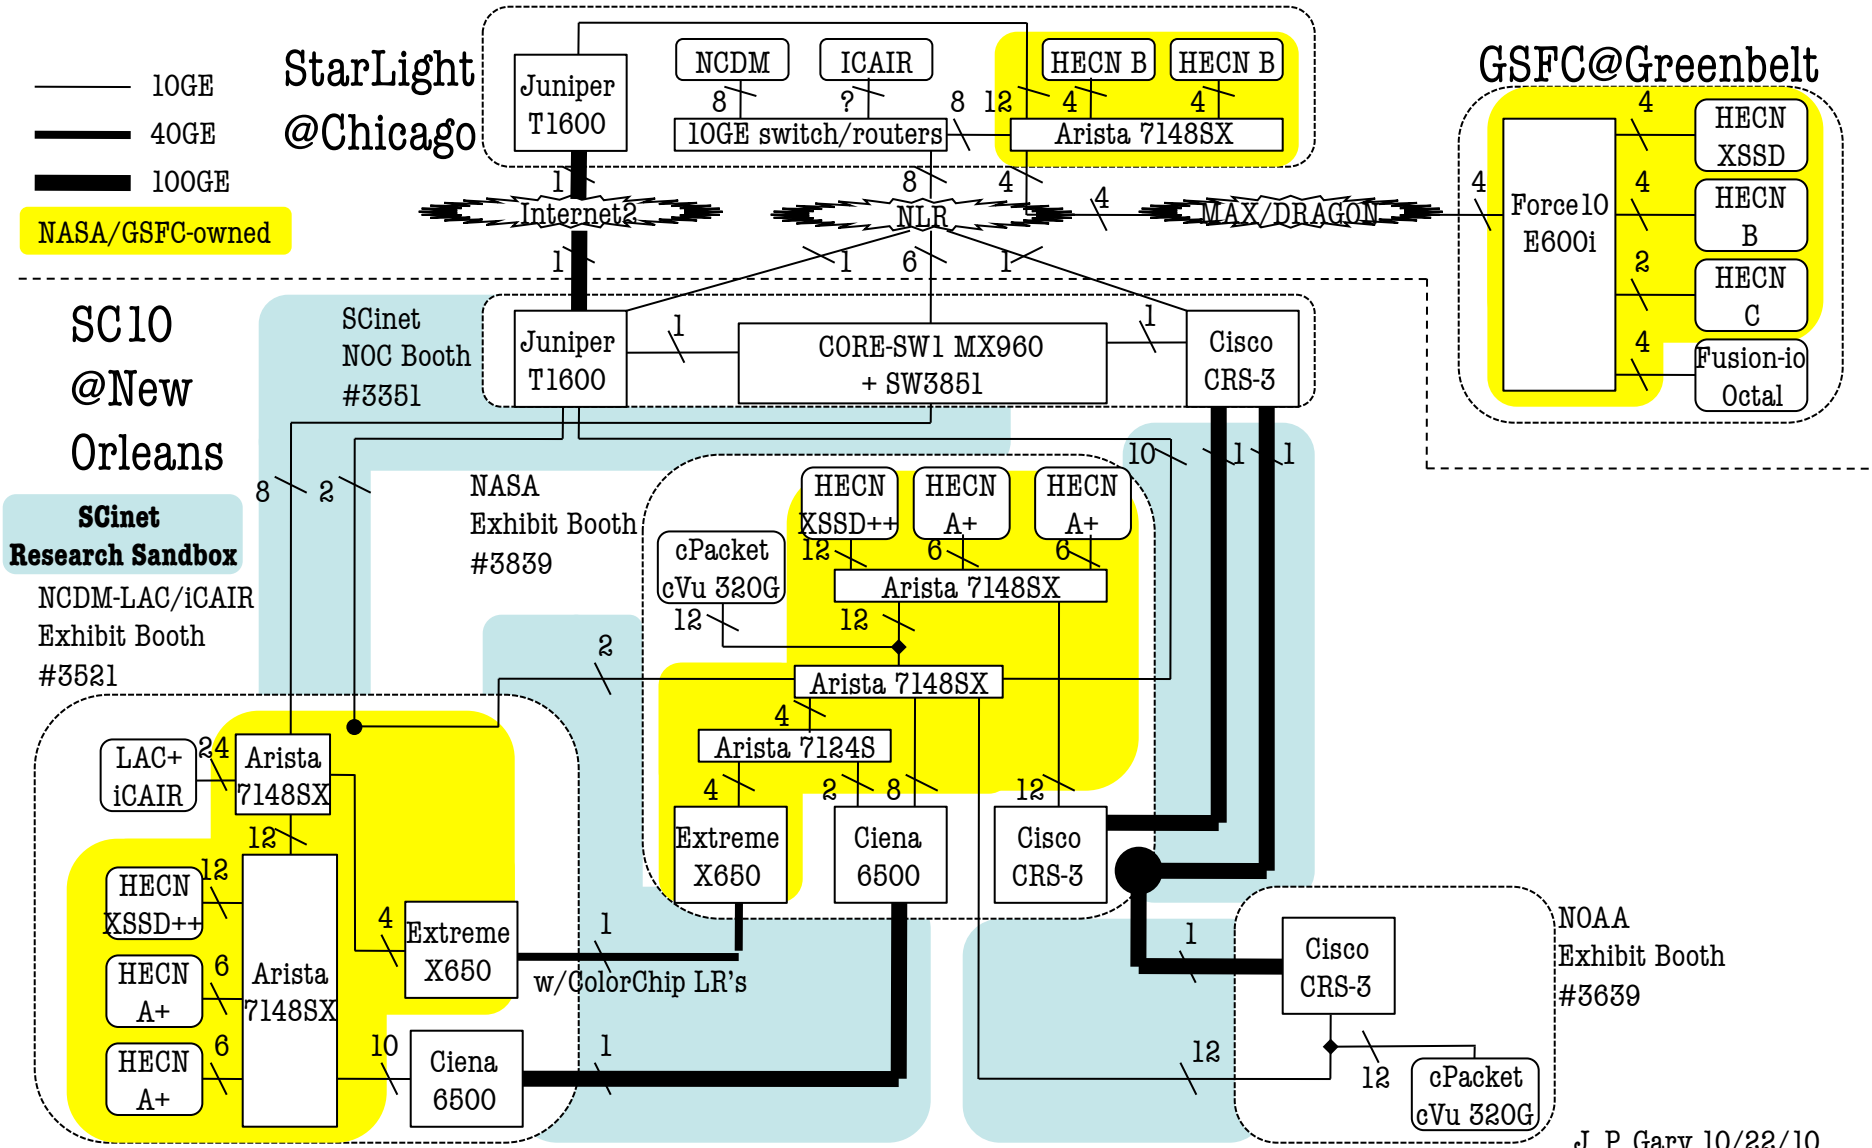 10GE
40GE
100GE
NASA/GSFC-owned
StarLight
@Chicago
Juniper
T1600
NCDM
8
ICAIR
?
HECN B
4
HECN B
4
8
12
10GE switch/routers
Arista 7148SX
1
8
4
Internet2
NLR
4
MAX/DRAGON
1
1
6
1
GSFC@Greenbelt
4
Force10
E600i
4
HECN
XSSD
4
HECN
B
2
HECN
C
4
Fusion-io
Octal
SC10
@New
Orleans
SCinet
NOC Booth
#3351
Juniper
T1600
1
CORE-SW1 MX960
+ SW3851
1
Cisco
CRS-3
8
2
10
1
1
SCinet
Research Sandbox
NASA
Exhibit Booth
#3839
HECN
XSSD++
12
HECN
A+
6
HECN
A+
6
cPacket
cVu 320G
12
Arista 7148SX
12
2
Arista 7148SX
4
Arista 7124S
4
2
8
12
Extreme
X650
Ciena
6500
Cisco
CRS-3
NCDM-LAC/iCAIR
Exhibit Booth
#3521
LAC+
iCAIR
24
Arista
7148SX
12
HECN
XSSD++
12
HECN
A+
6
HECN
A+
6
Arista
7148SX
4
Extreme
X650
1
w/ColorChip LR's
10
Ciena
6500
1
NOAA
Exhibit Booth
#3639
1
Cisco
CRS-3
12
12
cPacket
cVu 320G
J. P. Gary 10/22/10